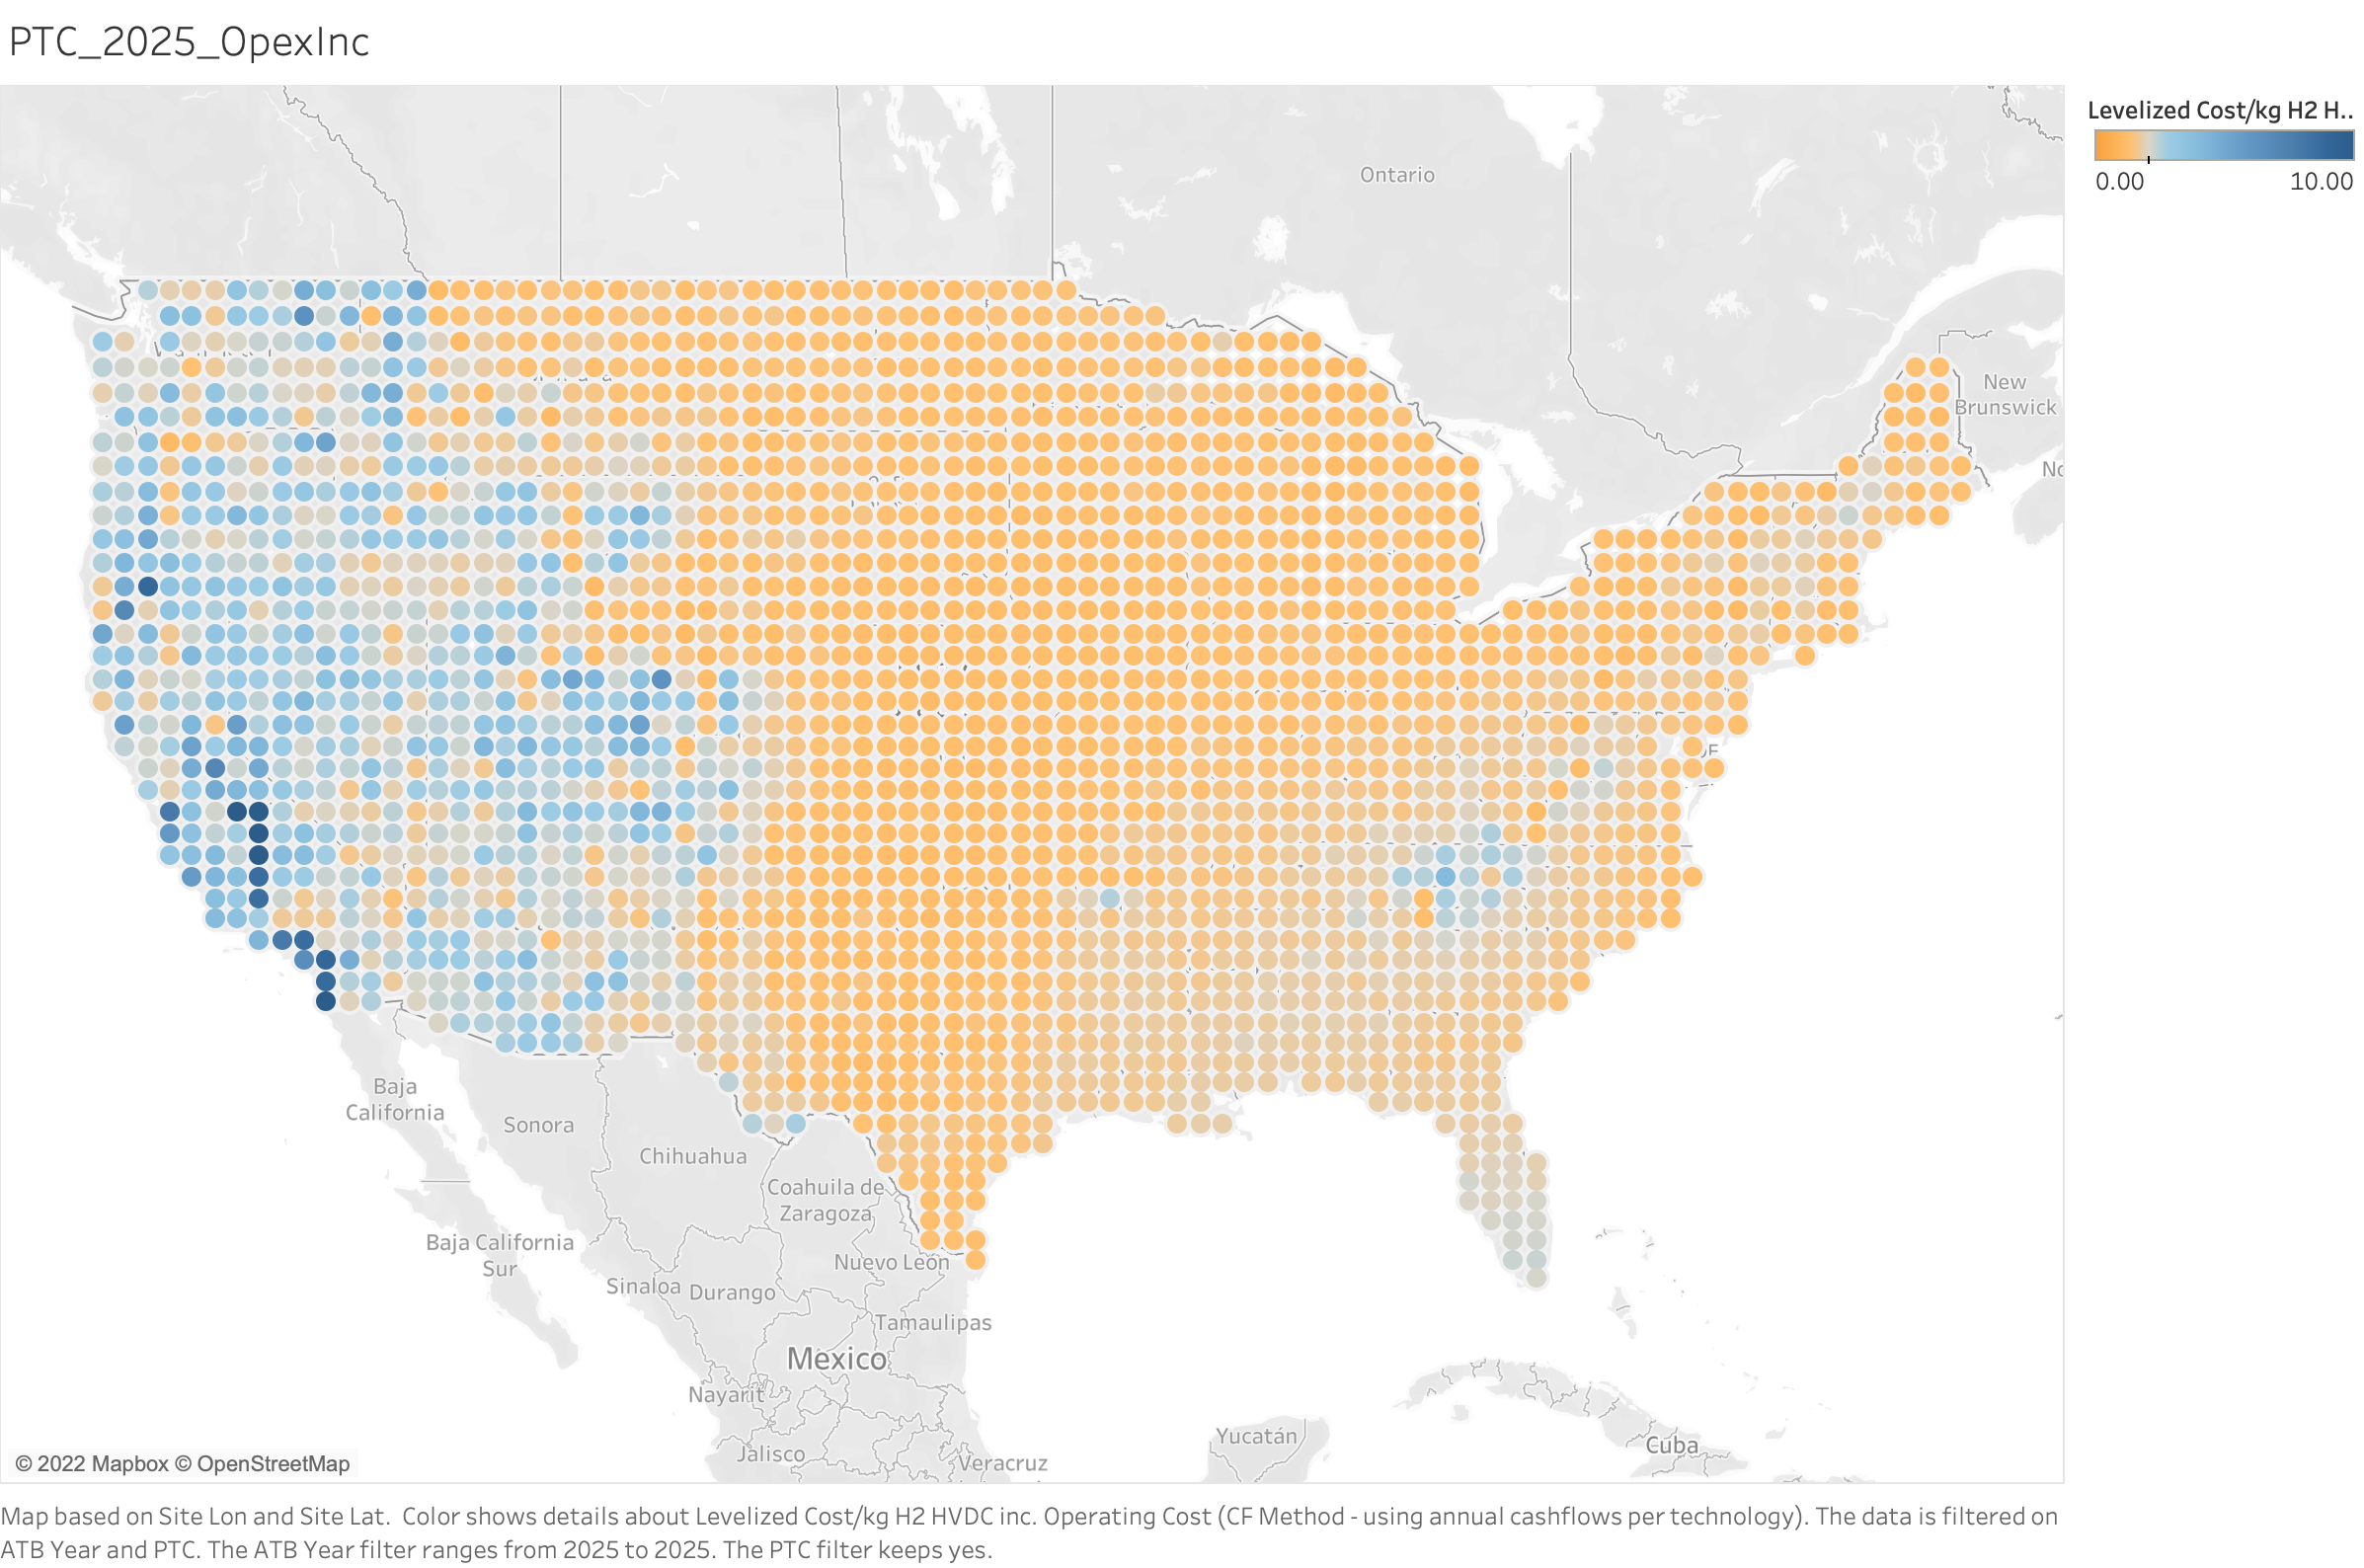 PTC_2025_OpexInc
Levelized Cost/kg H2 H..
0.00 10.00
Ontario
New
Brunswick
No
Baja
California
Sonora
Chihuahua
Coahuila de
Zaragoza
Baja California
Sur
Nuevo León
Sinaloa
Durango
Tamaulipas
Mexico
Nayarit
Yucatán
Cuba
Jalisco
Veracruz
© 2022 Mapbox © OpenStreetMap
Map based on Site Lon and Site Lat. Color shows details about Levelized Cost/kg H2 HVDC inc. Operating Cost (CF Method - using annual cashflows per technology). The data is filtered on
ATB Year and PTC. The ATB Year filter ranges from 2025 to 2025. The PTC filter keeps yes.